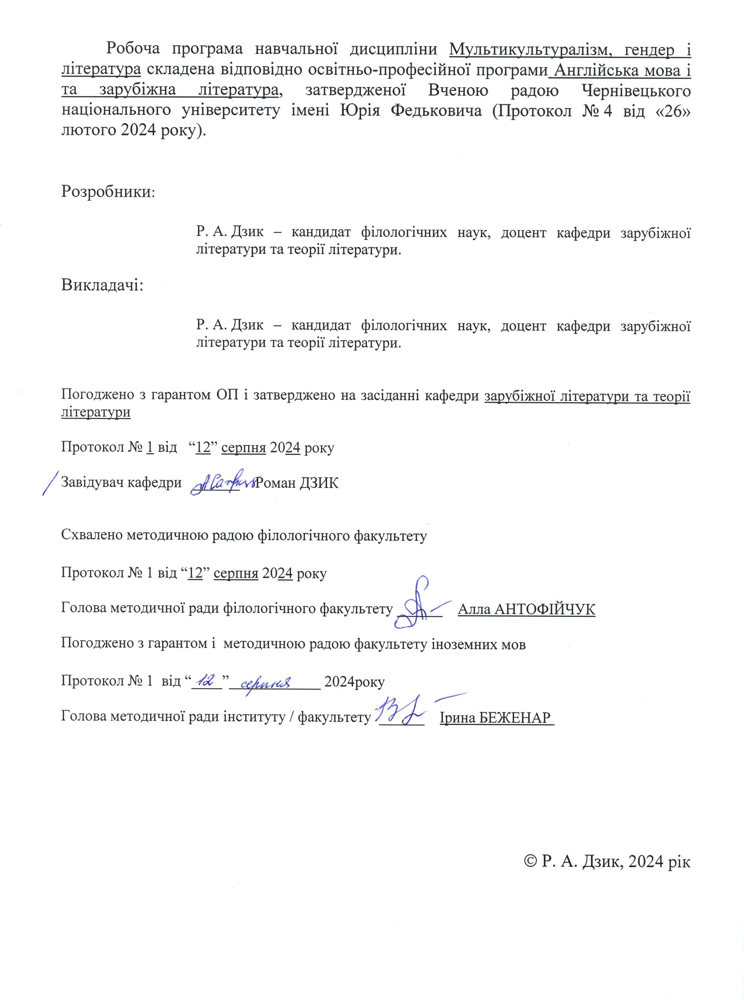 Робоча програма навчальної дисципліни Мультикультуралізм, гендер і
література складена відповідно освітньо-професійної програми Англійська мова і
та зарубіжна література, затвердженої Вченою радою Чернівецького
національного університету імені Юрія Федьковича (Протокол № 4 від «26»
лютого 2024 року).
Розробники:
Р. А. Дзик – кандидат філологічних наук, доцент кафедри зарубіжної
літератури та теорії літератури.
Викладачі:
Р. А. Дзик – кандидат філологічних наук, доцент кафедри зарубіжної
літератури та теорії літератури.
Погоджено з гарантом ОП і затверджено на засіданні кафедри зарубіжної літератури та теорії
літератури
Протокол № 1 від “12” серпня 2024 року
Завідувач кафедри Роман ДЗИК
Схвалено методичною радою філологічного факультету
Протокол № 1 від “12” серпня 2024 року
Голова методичної ради філологічного факультету ______ Алла АНТОФІЙЧУК
Погоджено з гарантом і методичною радою факультету іноземних мов
Протокол № 1 від “12” серпня 2024року
Голова методичної ради інституту / факультету ______ Ірина БЕЖЕНАР
© Р. А. Дзик, 2024 рік